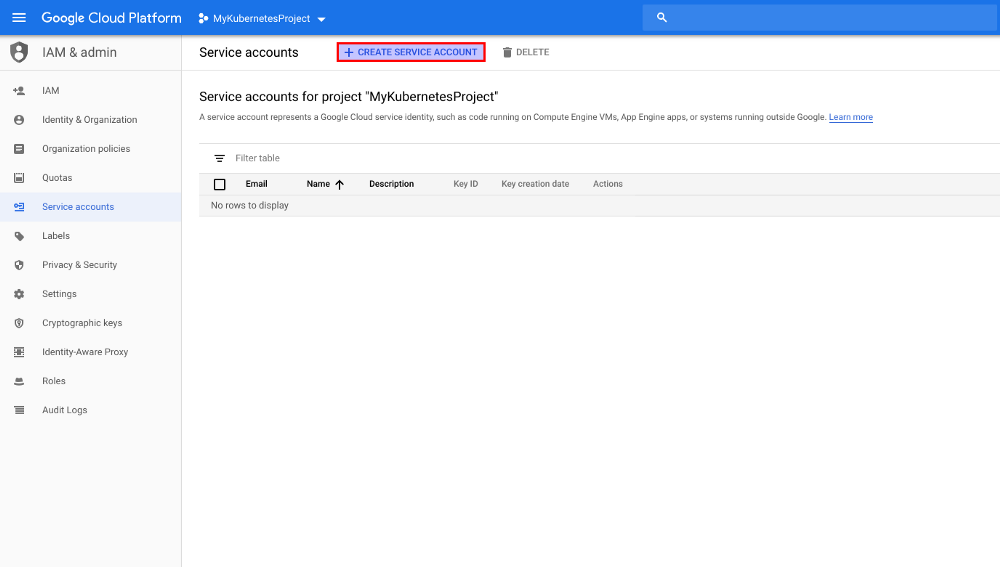 Google Cloud Platform
MyKubernetesProject
IAM & admin
Service accounts
CREATE SERVICE ACCOUNT
DELETE
IAM
Identity & Organization
Organization policies
Quotas
Service accounts
Labels
Privacy & Security
Settings
Cryptographic keys
Identity-Aware Proxy
Roles
Audit Logs
Service accounts for project "MyKubernetesProject"
A service account represents a Google Cloud service identity, such as code running on Compute Engine VMs, App Engine apps, or systems running outside Google. Learn more
Filter table
Email Name Description Key ID Key creation date Actions
No rows to display